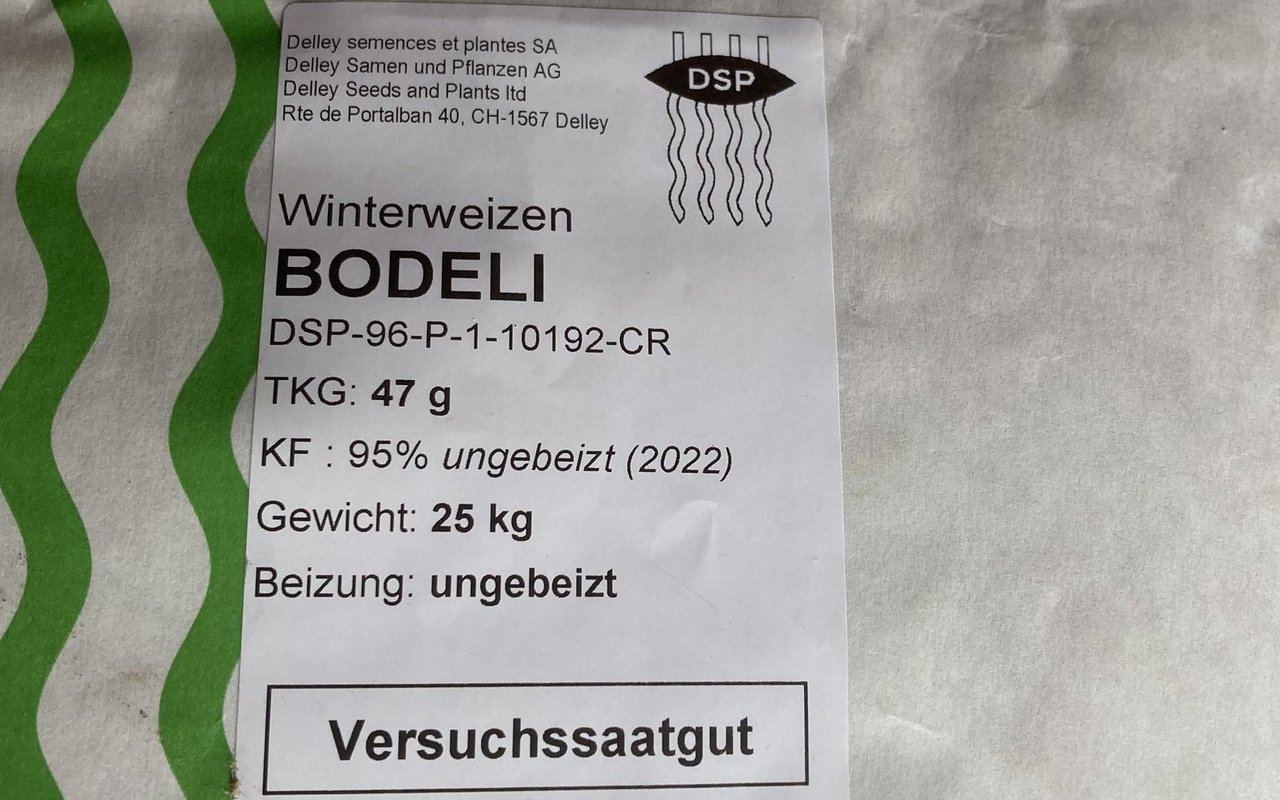 Delley semences et plantes SA
Delley Samen und Pflanzen AG
Delley Seeds and Plants ltd
Rte de Portalban 40, CH-1567 Delley
DSP
Winterweizen
BODELI
DSP-96-P-1-10192-CR
TKG: 47 g
KF : 95% ungebeizt (2022)
Gewicht: 25 kg
Beizung: ungebeizt
Versuchssaatgut